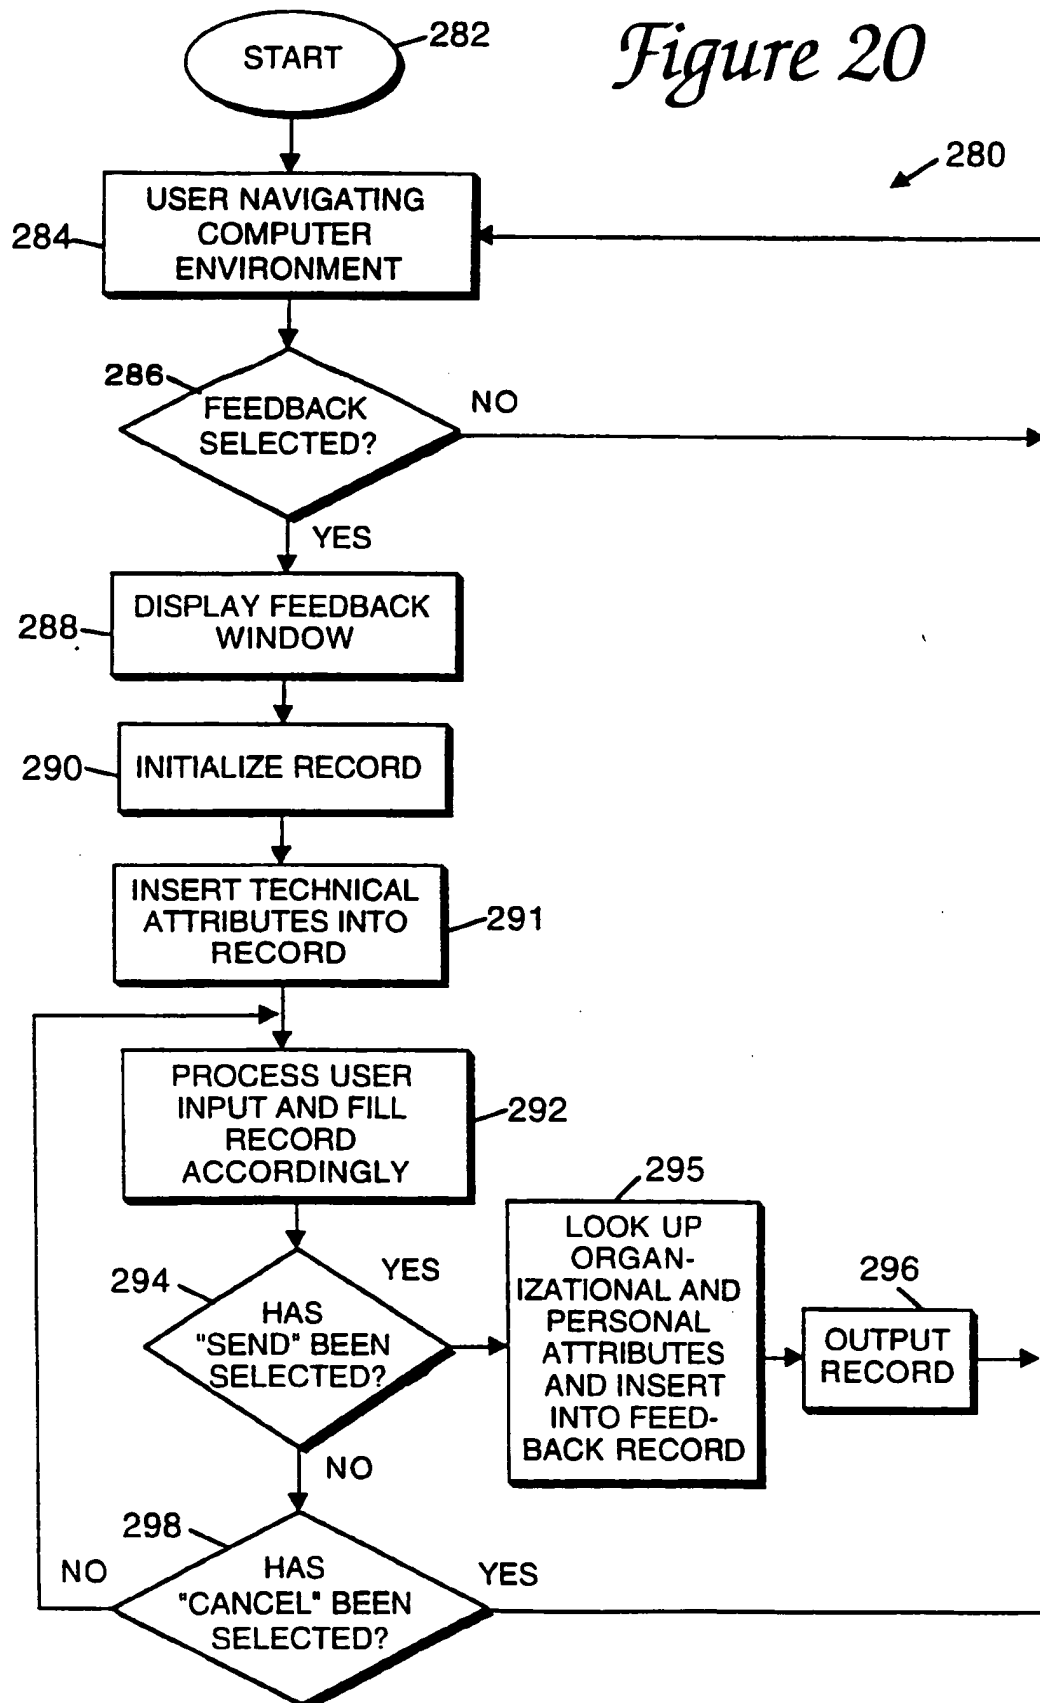 Figure 20
START
282
280
USER NAVIGATING
COMPUTER
ENVIRONMENT
284
286
FEEDBACK
SELECTED?
NO
YES
DISPLAY FEEDBACK
WINDOW
288
INITIALIZE RECORD
290
INSERT TECHNICAL
ATTRIBUTES INTO
RECORD
291
PROCESS USER
INPUT AND FILL
RECORD
ACCORDINGLY
292
294
HAS
"SEND" BEEN
SELECTED?
YES
NO
295
LOOK UP
ORGAN-
IZATIONAL AND
PERSONAL
ATTRIBUTES
AND INSERT
INTO FEED-
BACK RECORD
296
OUTPUT
RECORD
298
HAS
"CANCEL" BEEN
SELECTED?
NO
YES